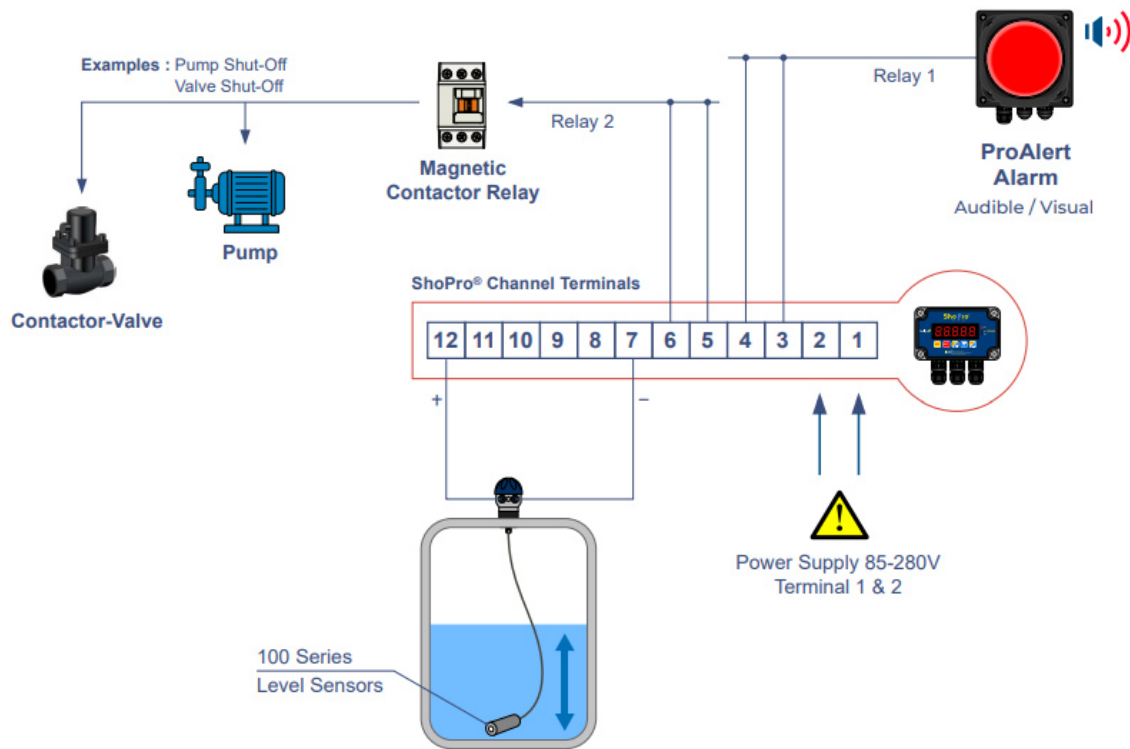 Examples : Pump Shut-Off
Valve Shut-Off
Relay 1
Relay 2
ProAlert
Alarm
Audible / Visual
Magnetic
Contactor Relay
Pump
Contactor-Valve
ShoPro® Channel Terminals
12 11 10 9 8 7 6 5 4 3 2 1
ShoPro
88888
+ −
Power Supply 85-280V
Terminal 1 & 2
100 Series
Level Sensors